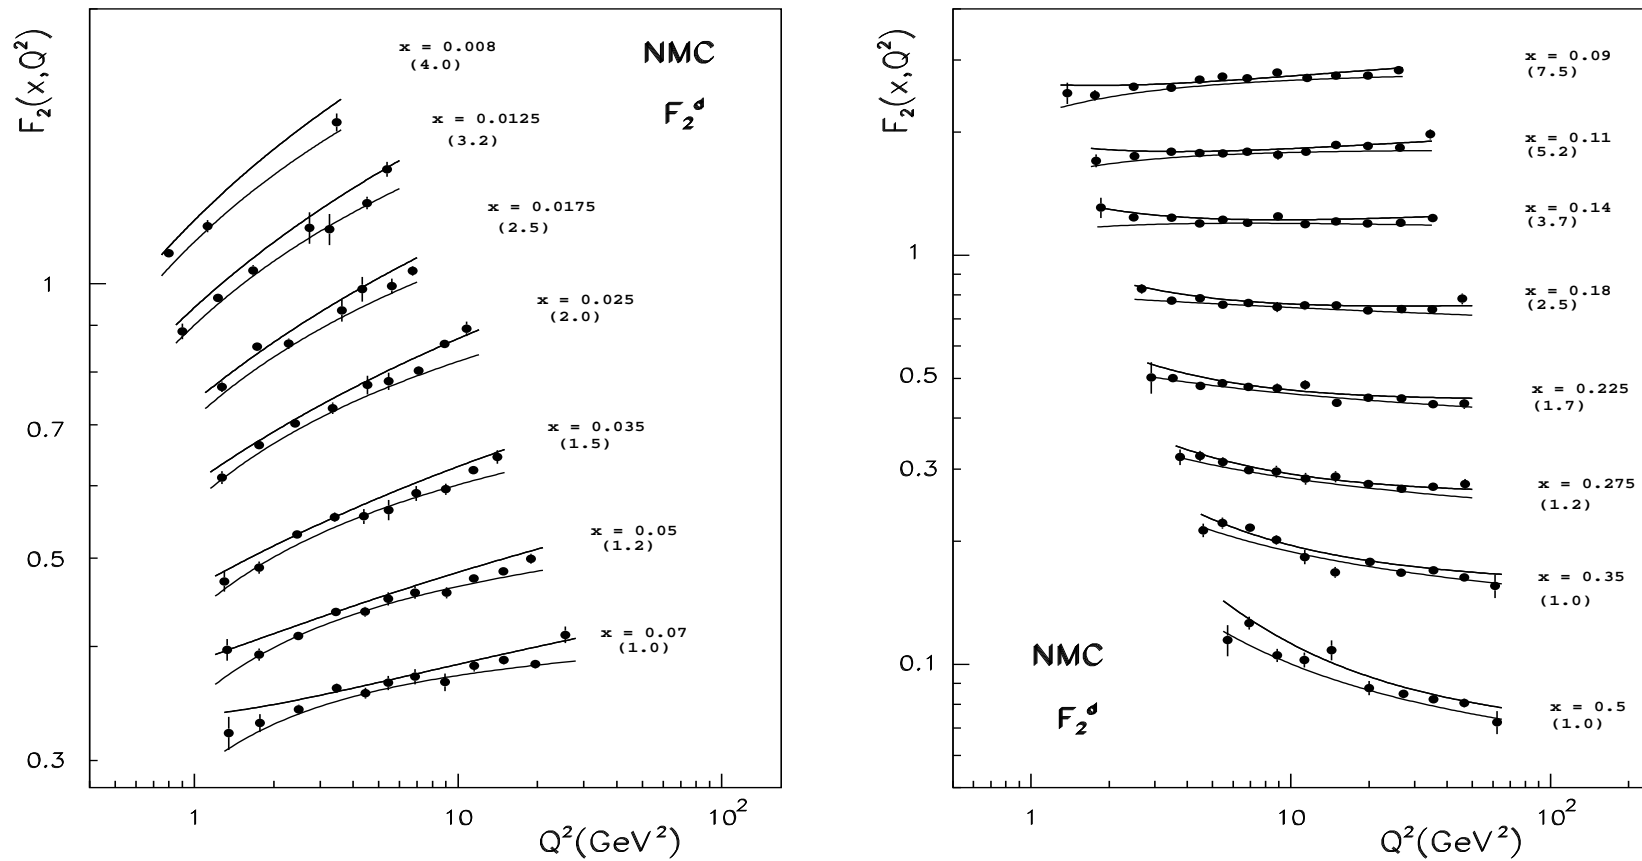 F₂(x,Q²)
x = 0.008
(4.0)
NMC
F₂ᵈ
x = 0.0125
(3.2)
x = 0.0175
(2.5)
1
x = 0.025
(2.0)
0.7
x = 0.035
(1.5)
0.5
x = 0.05
(1.2)
x = 0.07
(1.0)
0.3
1
10
10²
Q²(GeV²)
F₂(x,Q²)
x = 0.09
(7.5)
x = 0.11
(5.2)
x = 0.14
(3.7)
1
x = 0.18
(2.5)
0.5
x = 0.225
(1.7)
0.3
x = 0.275
(1.2)
x = 0.35
(1.0)
NMC
0.1
F₂ᵈ
x = 0.5
(1.0)
1
10
10²
Q²(GeV²)